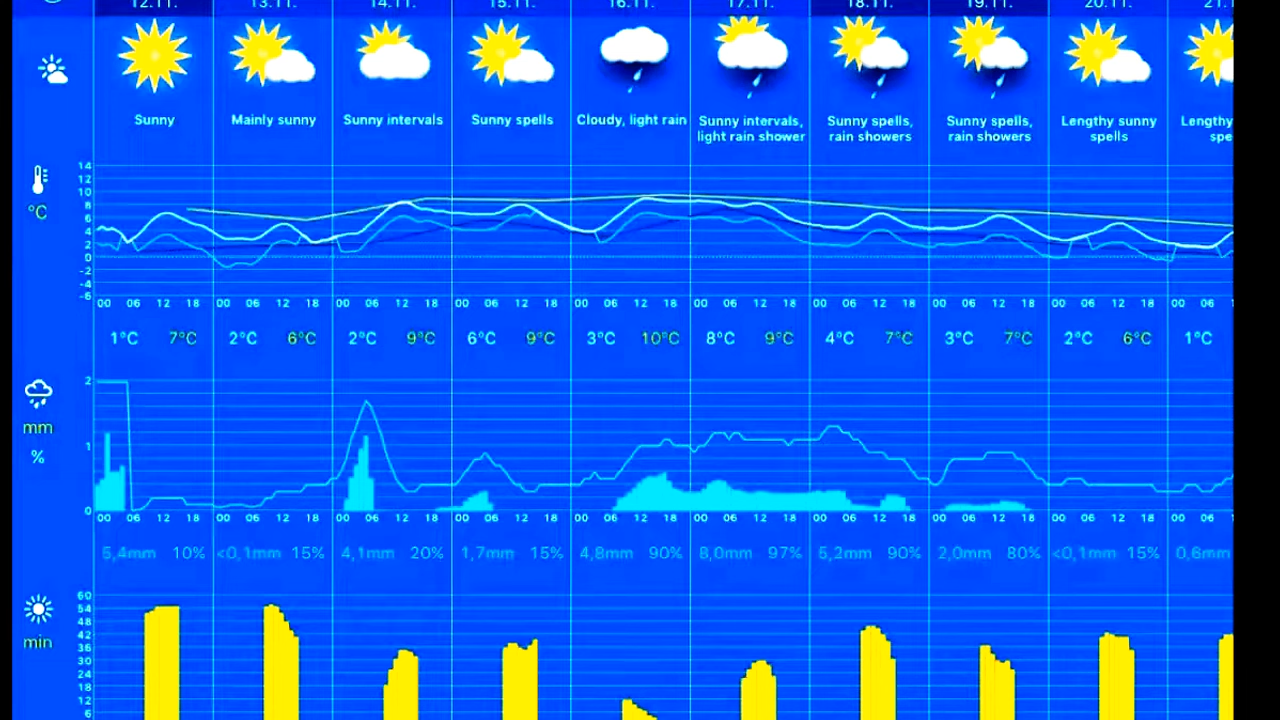 12.11. 13.11. 14.11. 15.11. 16.11. 17.11. 18.11. 19.11. 20.11.
Sunny Mainly sunny Sunny intervals Sunny spells Cloudy, light rain Sunny intervals, Sunny spells, Sunny spells, Lengthy sunny Lengthy
light rain shower rain showers rain showers spells spe
14
12
10
8
6
4
2
0
-2
-4
-6
°C
00 06 12 18 00 06 12 18 00 06 12 18 00 06 12 18 00 06 12 18 00 06 12 18 00 06 12 18 00 06 12 18 00 06 12 18 00 06
1°C 7°C 2°C 6°C 2°C 9°C 6°C 9°C 3°C 10°C 8°C 9°C 4°C 7°C 3°C 7°C 2°C 6°C 1°C
2
mm
1
%
0
00 06 12 18 00 06 12 18 00 06 12 18 00 06 12 18 00 06 12 18 00 06 12 18 00 06 12 18 00 06 12 18 00 06 12 18 00 06
5,4mm 10% <0,1mm 15% 4,1mm 20% 1,7mm 15% 4,8mm 90% 8,0mm 97% 5,2mm 90% 2,0mm 80% <0,1mm 15% 0,6mm
60
54
48
min
42
36
30
24
18
12
6